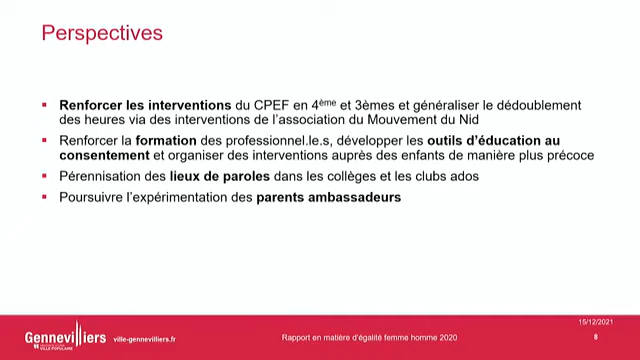 Perspectives
Renforcer les interventions du CPEF en 4ème et 3èmes et généraliser le dédoublement
des heures via des interventions de l'association du Mouvement du Nid
Renforcer la formation des professionnel.le.s, développer les outils d'éducation au
consentement et organiser des interventions auprès des enfants de manière plus précoce
Pérennisation des lieux de paroles dans les collèges et les clubs ados
Poursuivre l'expérimentation des parents ambassadeurs
15/12/2021
Gennevilliers
VILLE POPULAIRE
ville-gennevilliers.fr
Rapport en matière d'égalité femme homme 2020
8